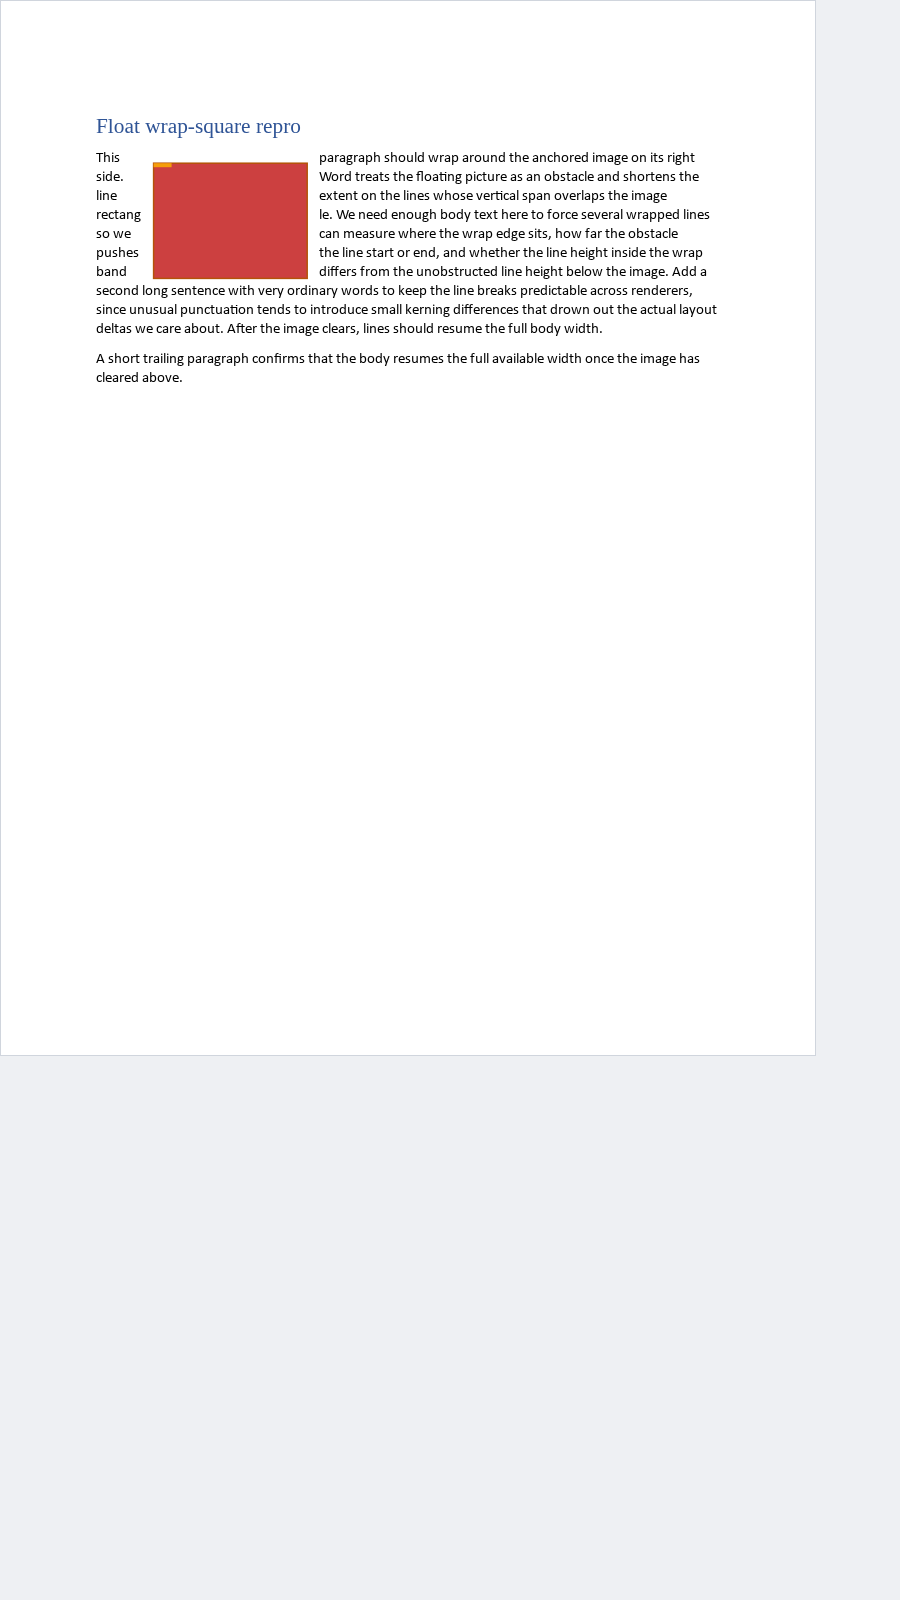 Float wrap-square repro
This paragraph should wrap around the anchored image on its right
side. Word treats the floating picture as an obstacle and shortens the
line extent on the lines whose vertical span overlaps the image
rectang le. We need enough body text here to force several wrapped lines
so we can measure where the wrap edge sits, how far the obstacle
pushes the line start or end, and whether the line height inside the wrap
band differs from the unobstructed line height below the image. Add a
second long sentence with very ordinary words to keep the line breaks predictable across renderers,
since unusual punctuation tends to introduce small kerning differences that drown out the actual layout
deltas we care about. After the image clears, lines should resume the full body width.
A short trailing paragraph confirms that the body resumes the full available width once the image has
cleared above.